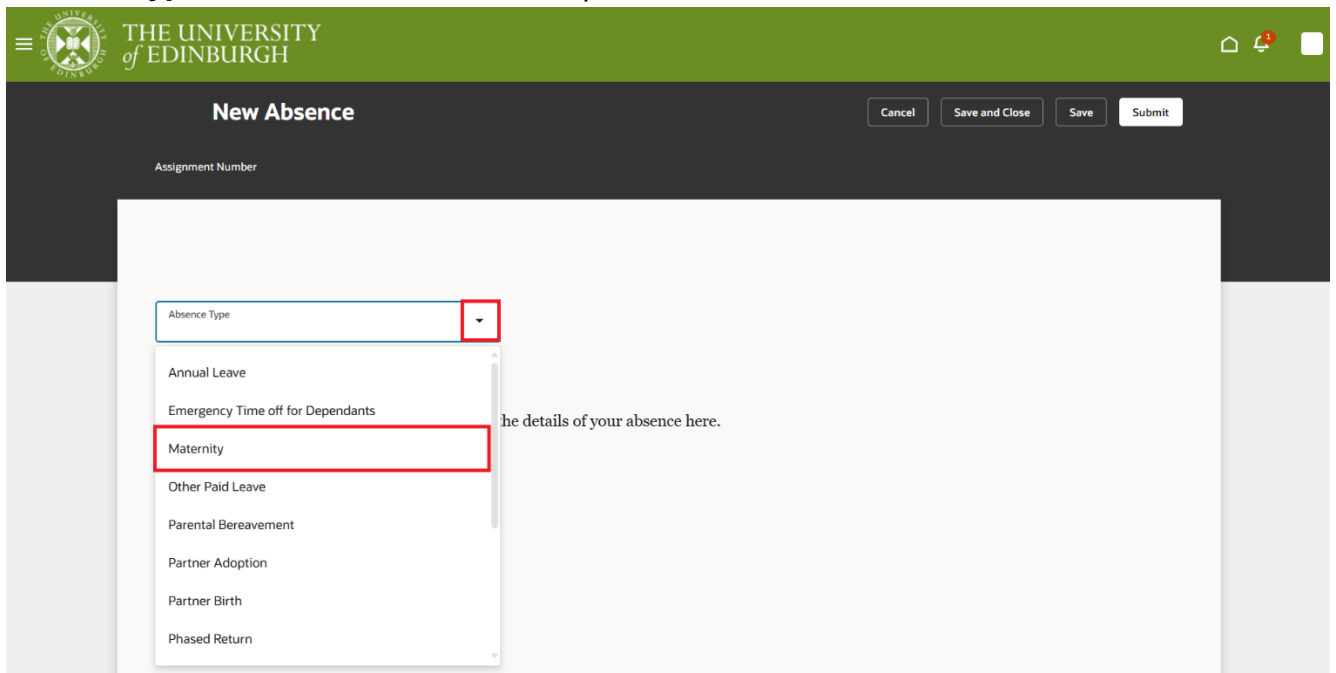 THE UNIVERSITY
of EDINBURGH
1
New Absence
Cancel
Save and Close
Save
Submit
Assignment Number
Absence Type
Annual Leave
Emergency Time off for Dependants
he details of your absence here.
Maternity
Other Paid Leave
Parental Bereavement
Partner Adoption
Partner Birth
Phased Return